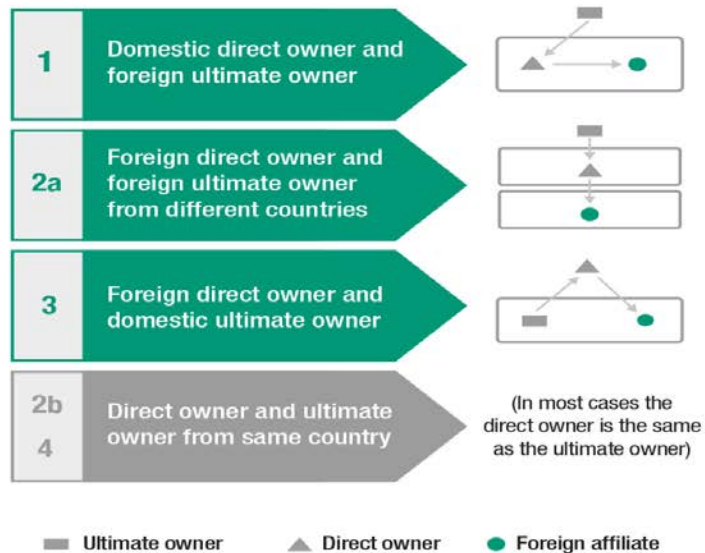 1
Domestic direct owner and
foreign ultimate owner
2a
Foreign direct owner and
foreign ultimate owner
from different countries
3
Foreign direct owner and
domestic ultimate owner
2b
4
Direct owner and ultimate
owner from same country
(In most cases the
direct owner is the same
as the ultimate owner)
Ultimate owner Direct owner Foreign affiliate